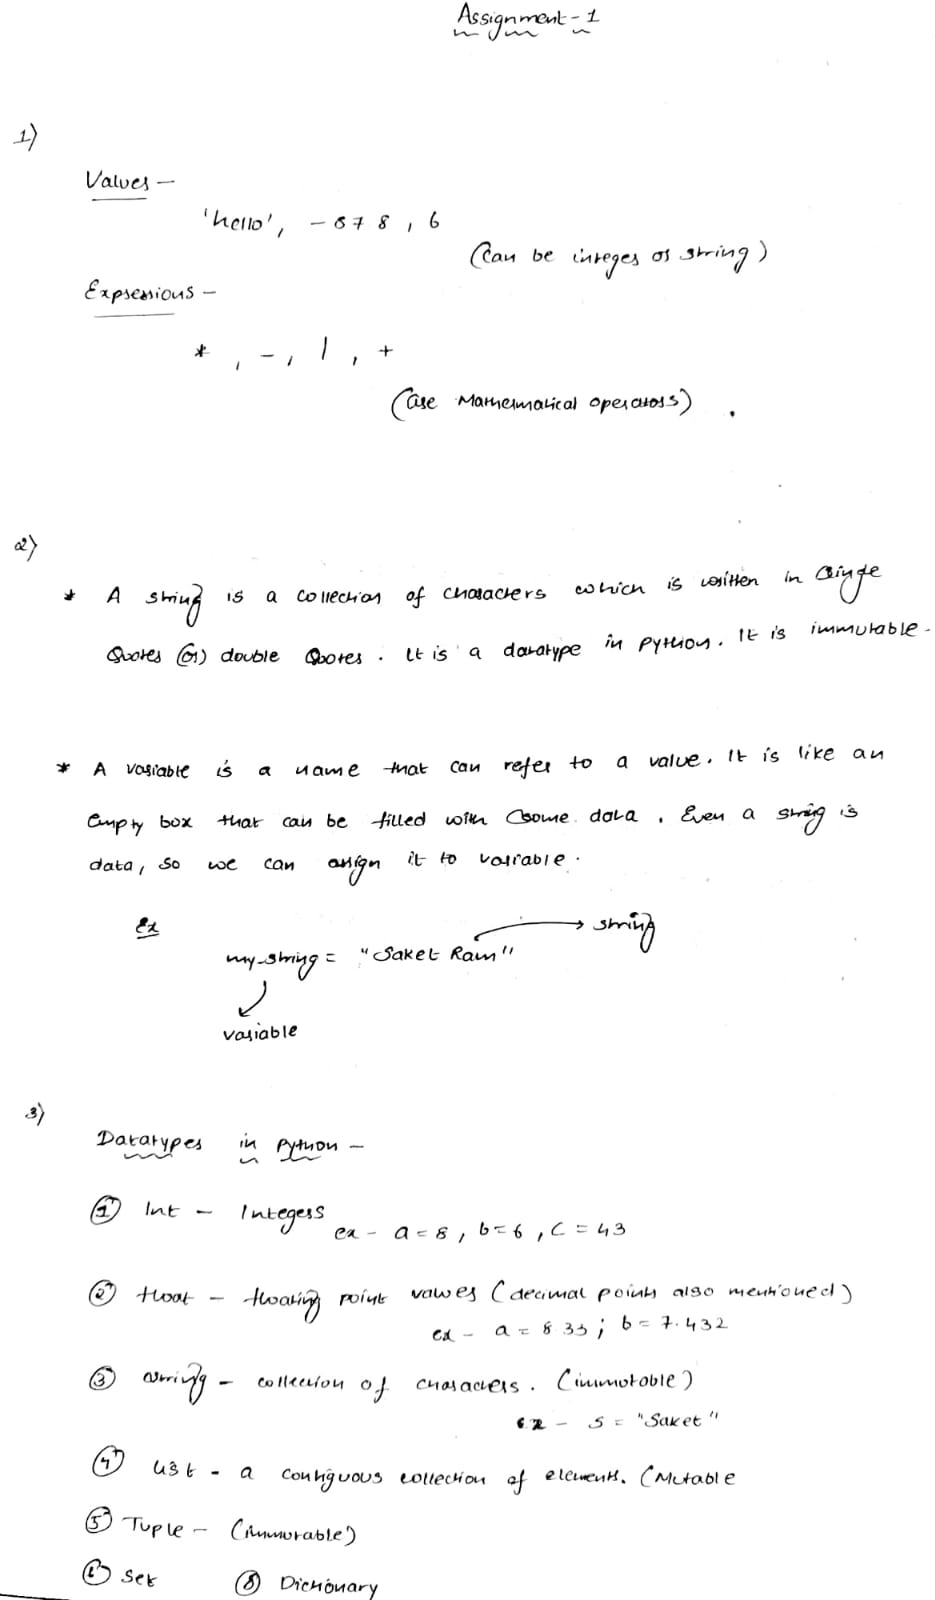 Assignment - 1
1)
Values -
'hello', - 878, 6
(Can be integer or string)
Expressions -
* , - , / , +
(are Mathematical operators) .
2)
* A string is a collection of characters which is written in Single
Quotes (or) double Quotes. It is a datatype in python. It is immutable.
* A variable is a name that can refer to a value. It is like an
empty box that can be filled with some data, Even a string is
data, so we can assign it to variable.
Ex
my-string = "Saket Ram" → string
variable
3)
Datatypes in Python -
① Int - Integers
ex - a = 8, b = 6, c = 43
② float - floating point values (decimal points also mentioned)
ex - a = 8 33; b = 7.432
③ string - collection of characters. (immutable)
ex - s = "Saket"
④ List - a contiguous collection of elements. (Mutable
⑤ Tuple - (immutable)
⑥ Set ⑧ Dictionary